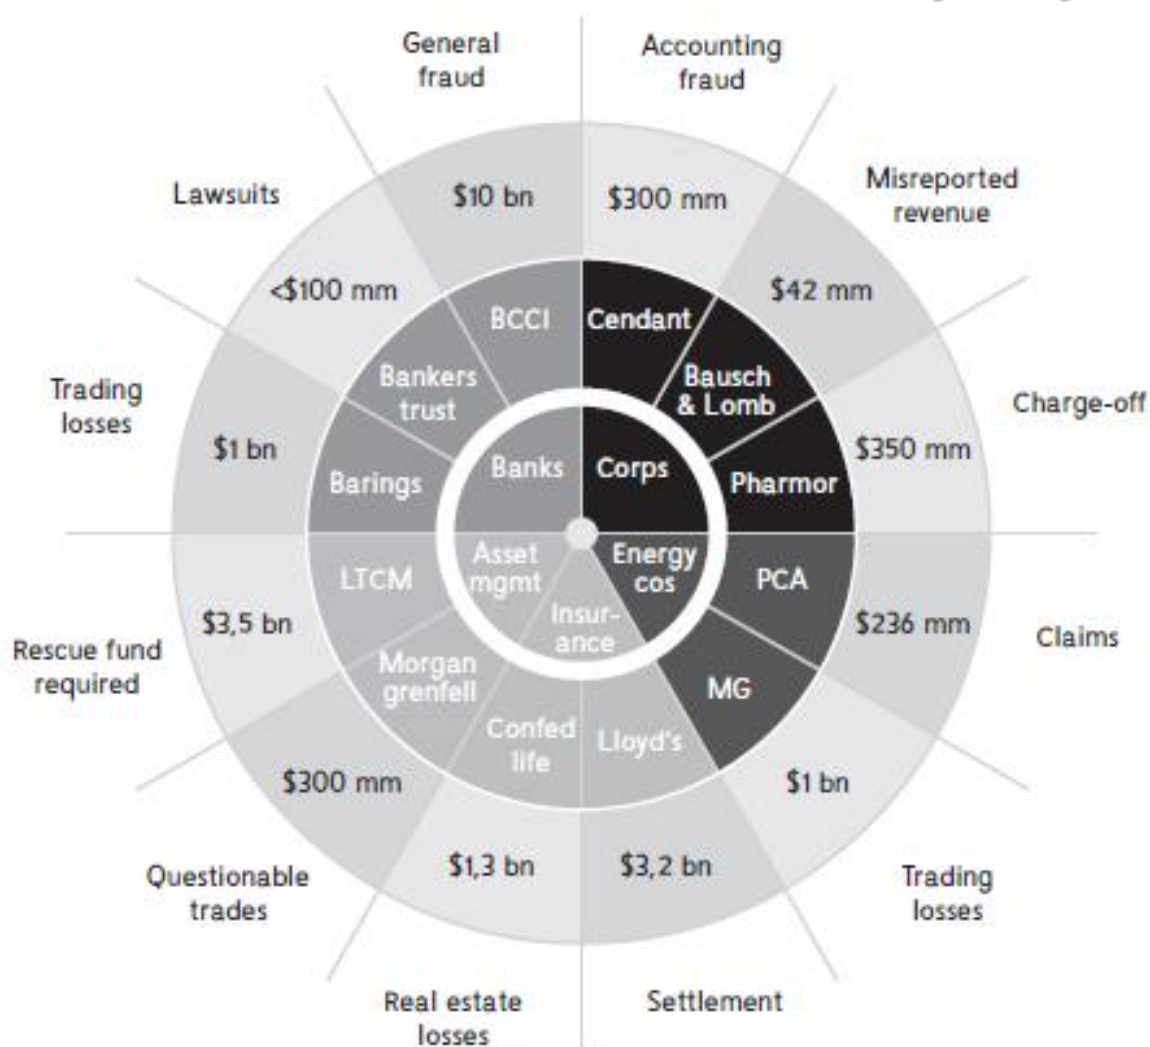 General
fraud
Accounting
fraud
Misreported
revenue
Charge-off
Claims
Trading
losses
Settlement
Real estate
losses
Questionable
trades
Rescue fund
required
Trading
losses
Lawsuits
$10 bn
$300 mm
$42 mm
$350 mm
$236 mm
$1 bn
$3,2 bn
$1,3 bn
$300 mm
$3,5 bn
$1 bn
<$100 mm
BCCI
Cendant
Bausch
& Lomb
Pharmor
PCA
MG
Lloyd's
Confed
life
Morgan
grenfell
LTCM
Barings
Bankers
trust
Banks
Corps
Energy
cos
Insur-
ance
Asset
mgmt